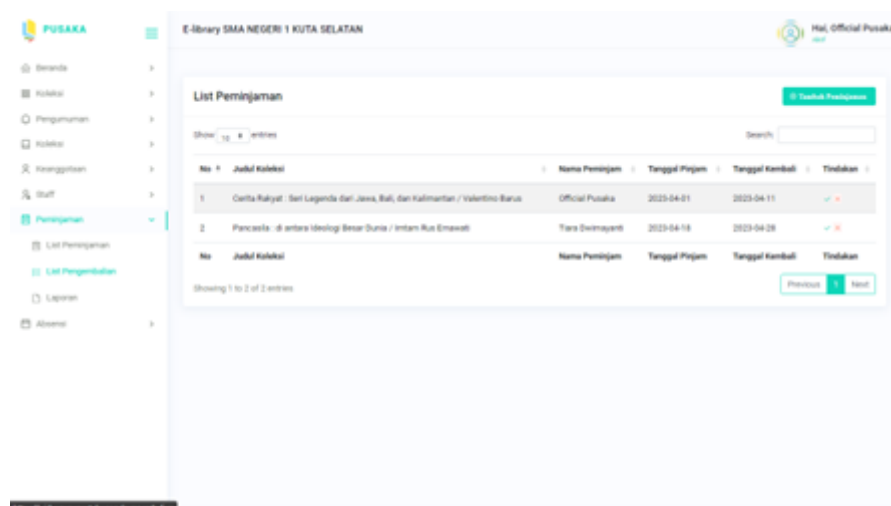 PUSAKA
E-library SMA NEGERI 1 KUTA SELATAN
Hai, Official Pusaka
Beranda
Koleksi
Pengumuman
Koleksi
Keanggotaan
Staff
Peminjaman
List Peminjaman
List Pengembalian
Laporan
Absensi
List Peminjaman
Tambah Peminjaman
Show 10 entries
Search:
No Judul Koleksi Nama Peminjam Tanggal Pinjam Tanggal Kembali Tindakan
1 Cerita Rakyat : Seri Legenda dari Jawa, Bali, dan Kalimantan / Valentino Barus Official Pusaka 2023-04-01 2023-04-11
2 Pancasila : di antara Ideologi Besar Dunia / Imtam Rus Ernawati Tiara Dwimayanti 2023-04-18 2023-04-28
No Judul Koleksi Nama Peminjam Tanggal Pinjam Tanggal Kembali Tindakan
Showing 1 to 2 of 2 entries
Previous 1 Next